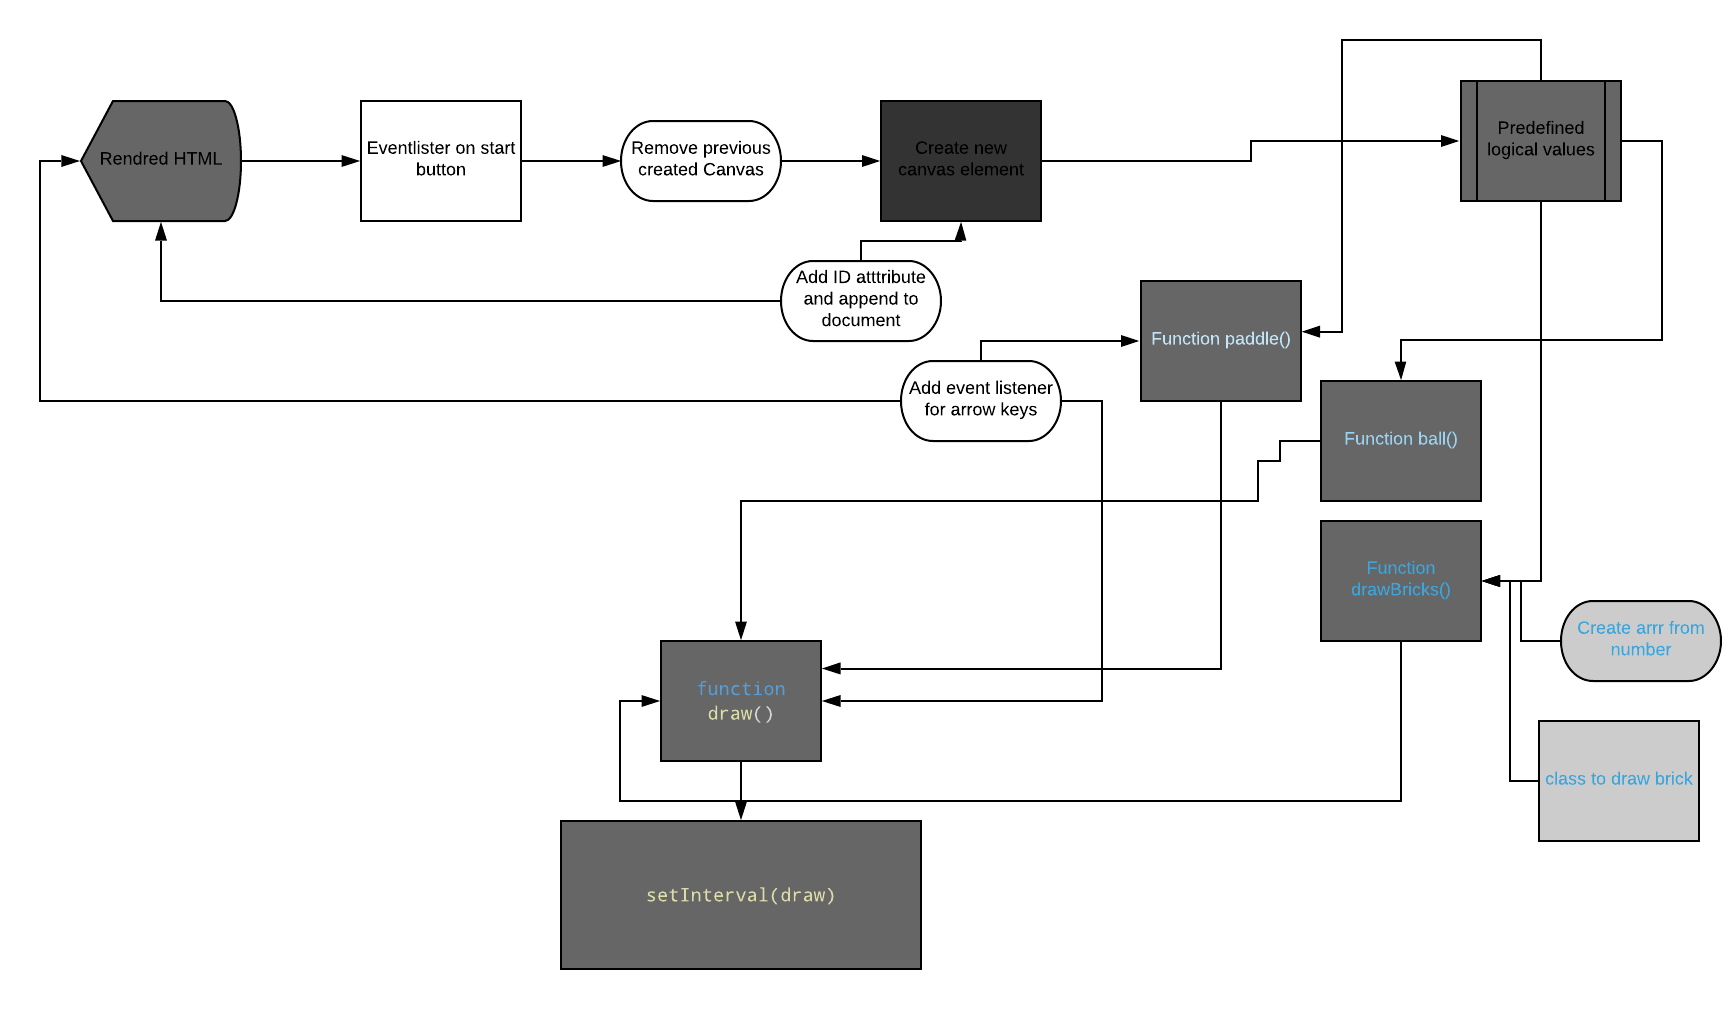 Rendred HTML
Eventlister on start
button
Remove previous
created Canvas
Create new
canvas element
Predefined
logical values
Add ID atttribute
and append to
document
Function paddle()
Add event listener
for arrow keys
Function ball()
Function
drawBricks()
Create arrr from
number
function
draw()
class to draw brick
setInterval(draw)